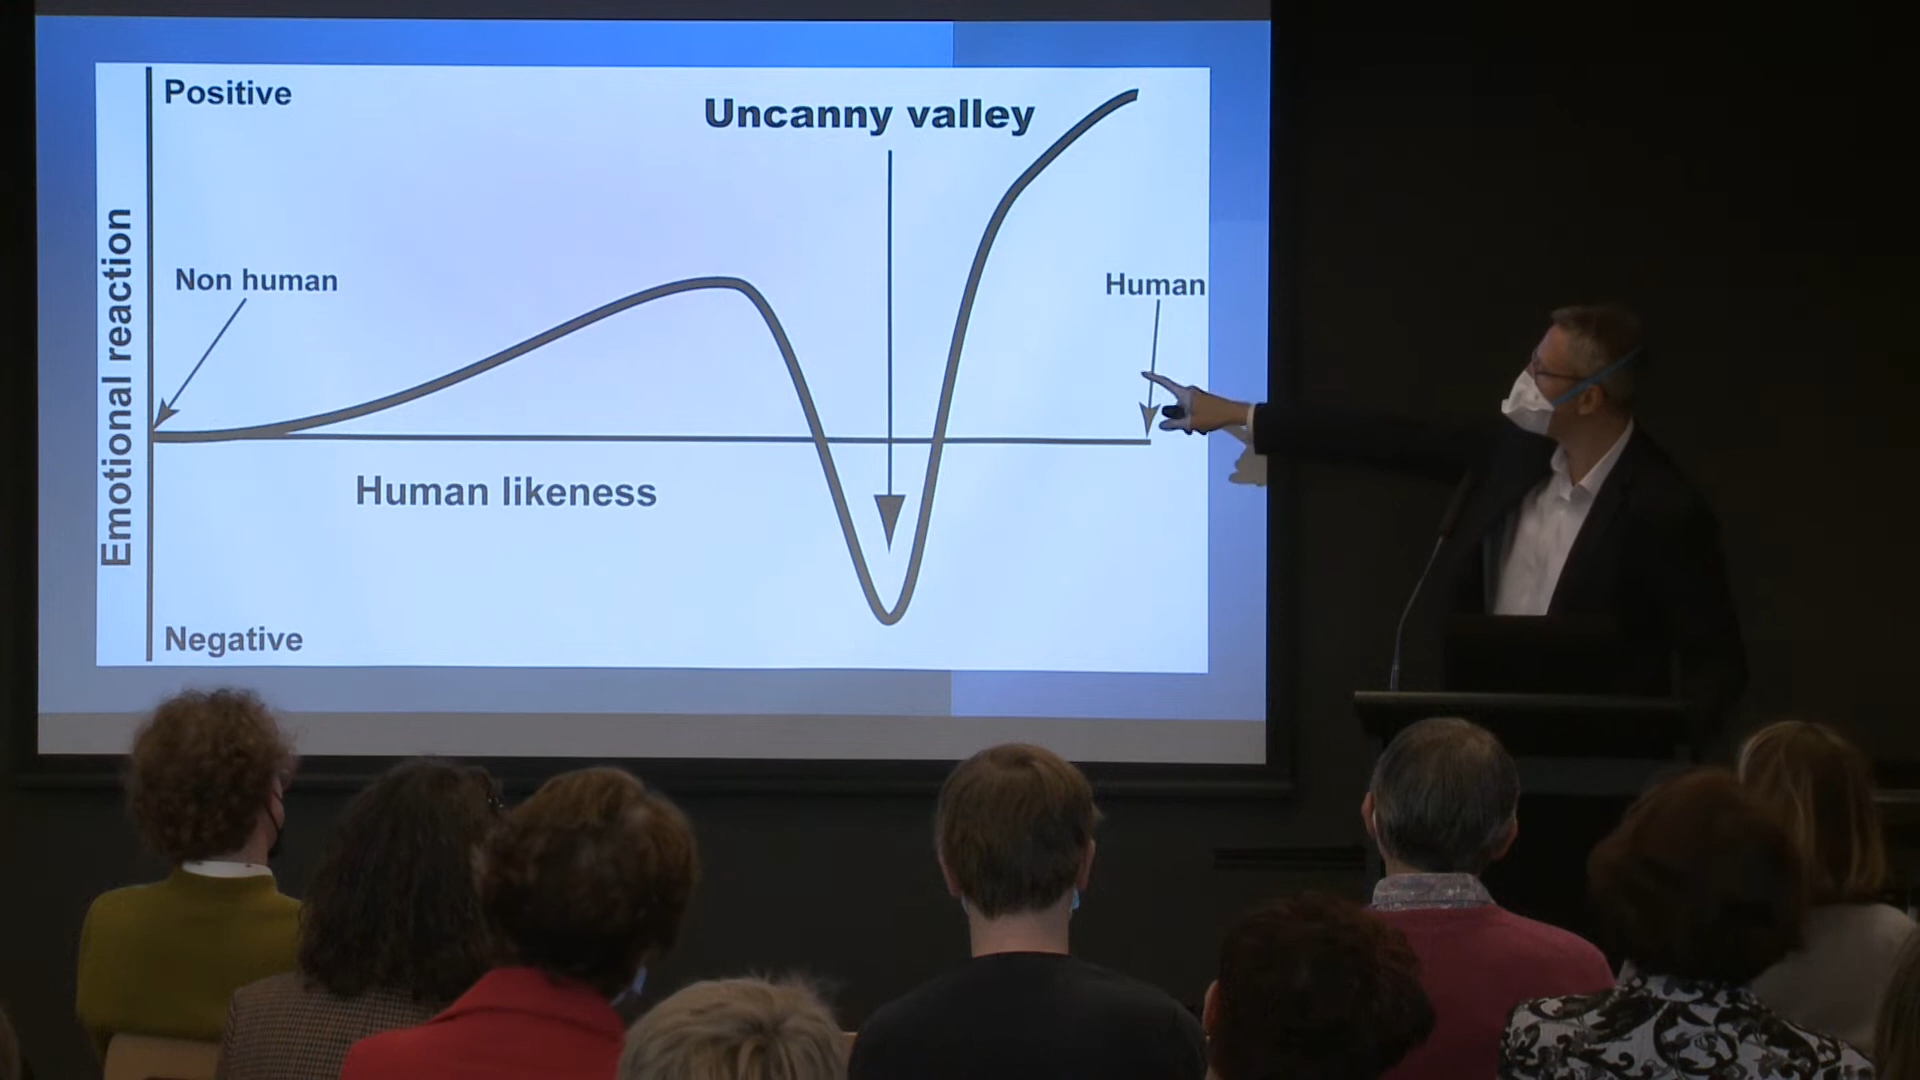 Positive
Uncanny valley
Non human
Human
Emotional reaction
Human likeness
Negative